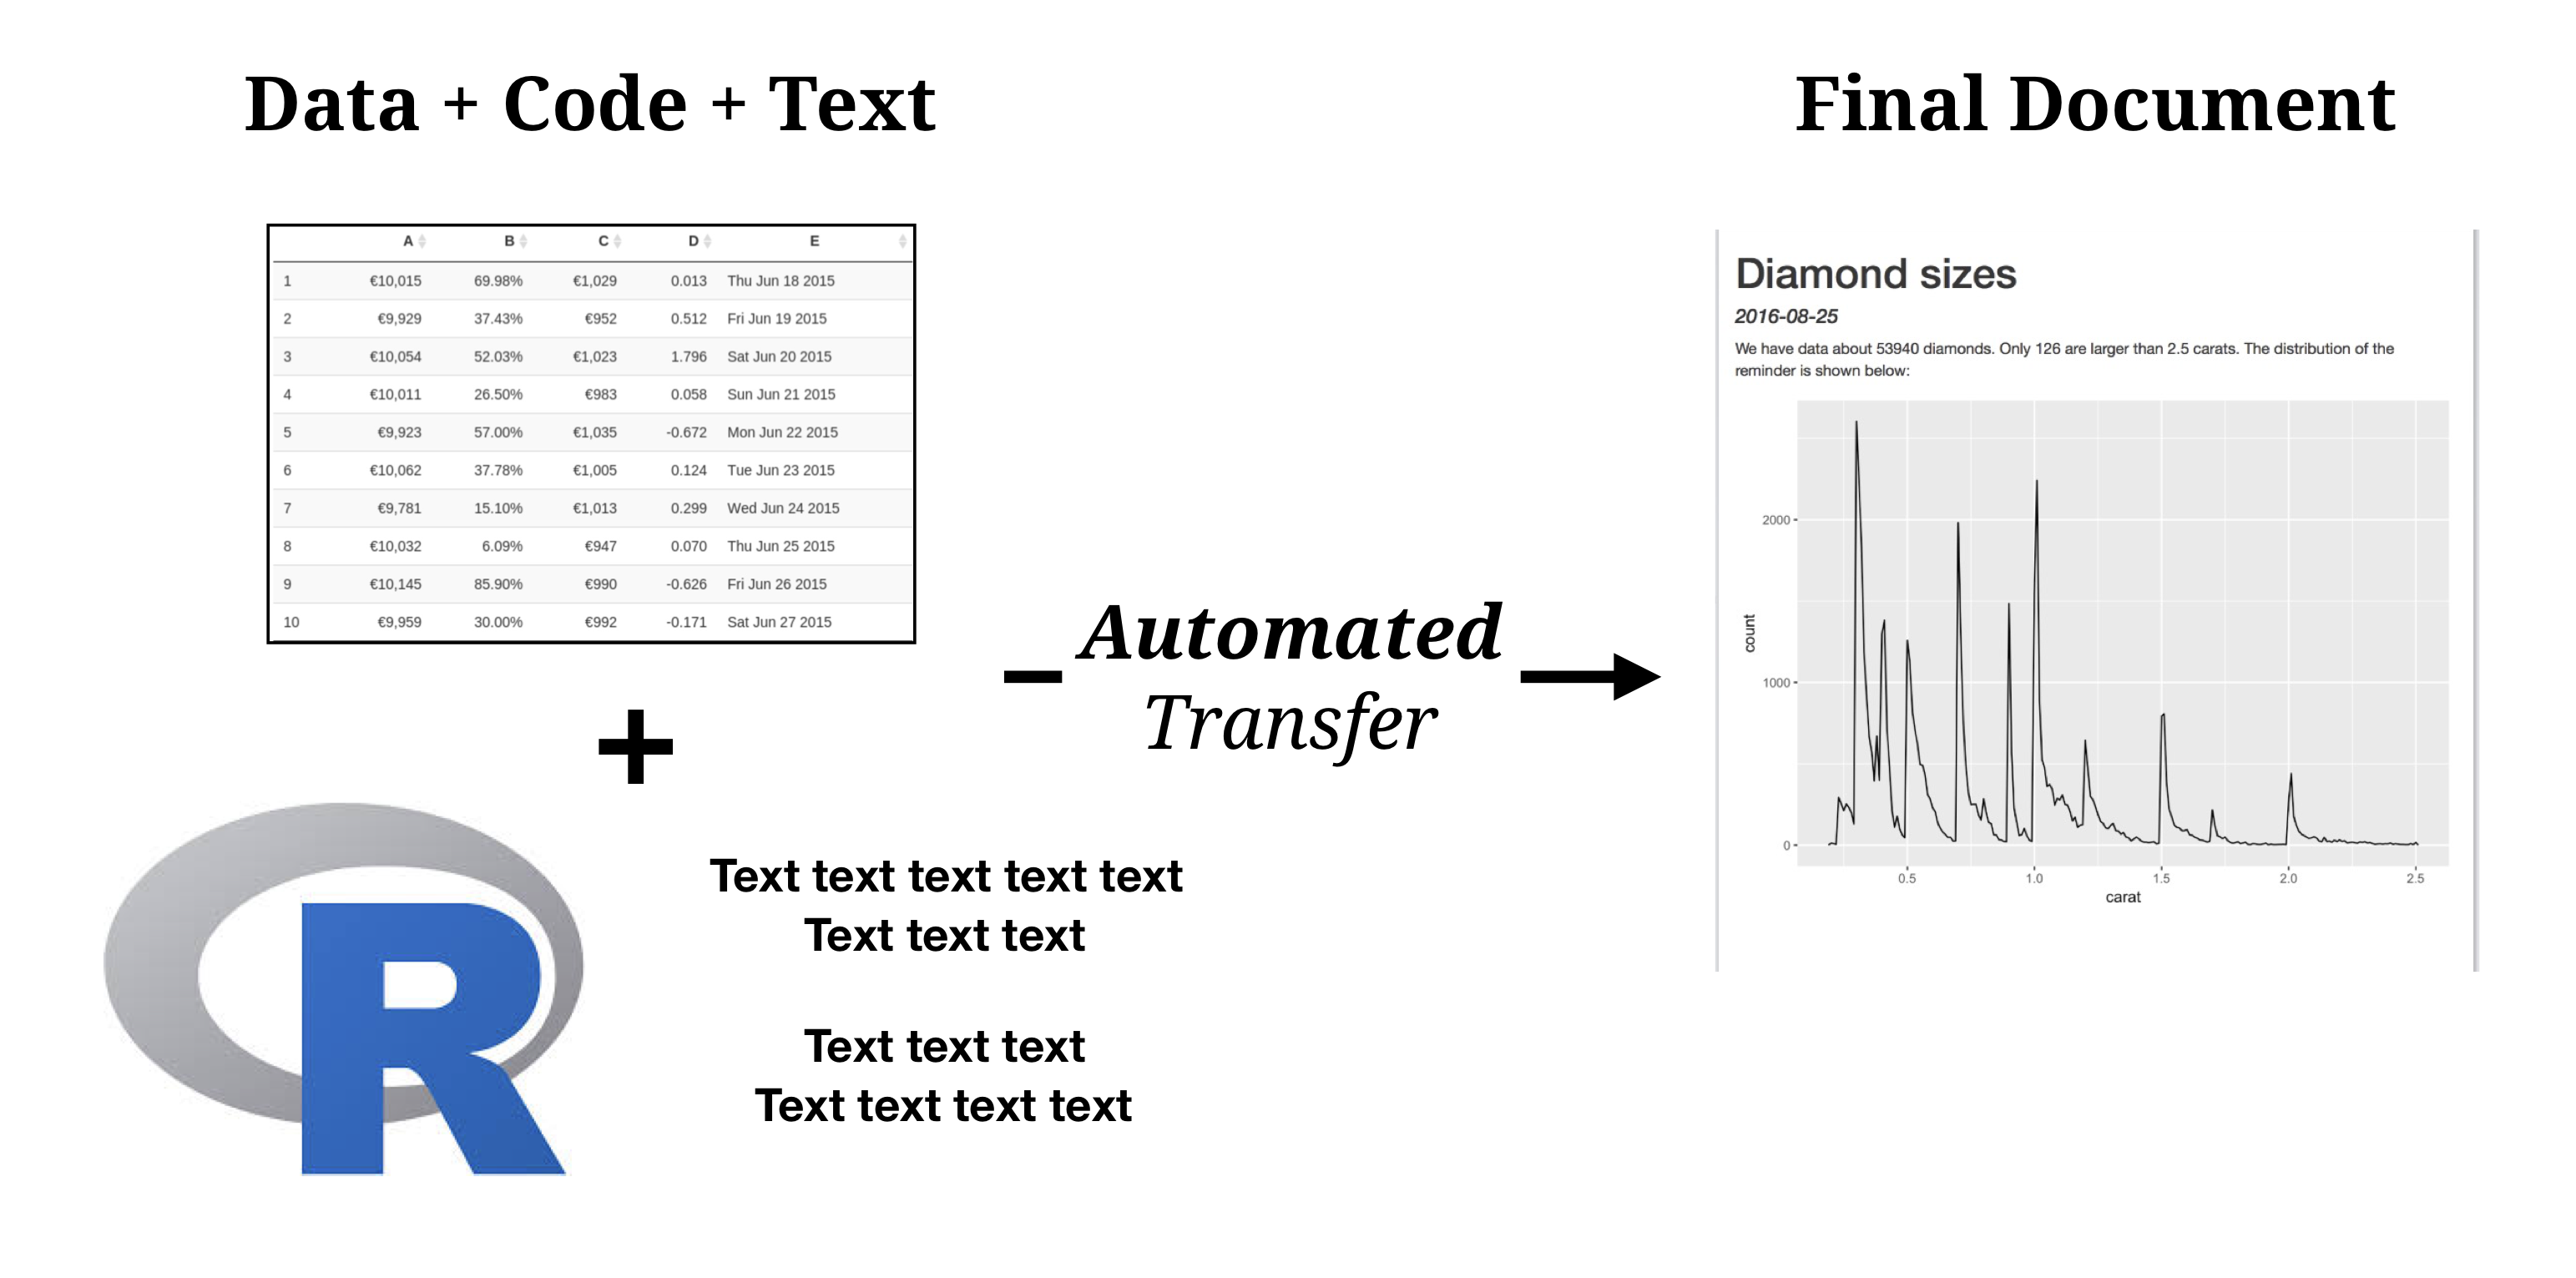 Data + Code + Text
Final Document
A B C D E
1 €10,015 69.98% €1,029 0.013 Thu Jun 18 2015
2 €9,929 37.43% €952 0.512 Fri Jun 19 2015
3 €10,054 52.03% €1,023 1.796 Sat Jun 20 2015
4 €10,011 26.50% €983 0.058 Sun Jun 21 2015
5 €9,923 57.00% €1,035 -0.672 Mon Jun 22 2015
6 €10,062 37.78% €1,005 0.124 Tue Jun 23 2015
7 €9,781 15.10% €1,013 0.299 Wed Jun 24 2015
8 €10,032 6.09% €947 0.070 Thu Jun 25 2015
9 €10,145 85.90% €990 -0.626 Fri Jun 26 2015
10 €9,959 30.00% €992 -0.171 Sat Jun 27 2015
+
R
Text text text text text
Text text text
Text text text
Text text text text
Automated
Transfer
Diamond sizes
2016-08-25
We have data about 53940 diamonds. Only 126 are larger than 2.5 carats. The distribution of the
reminder is shown below:
count
2000
1000
0
0.5 1.0 1.5 2.0 2.5
carat